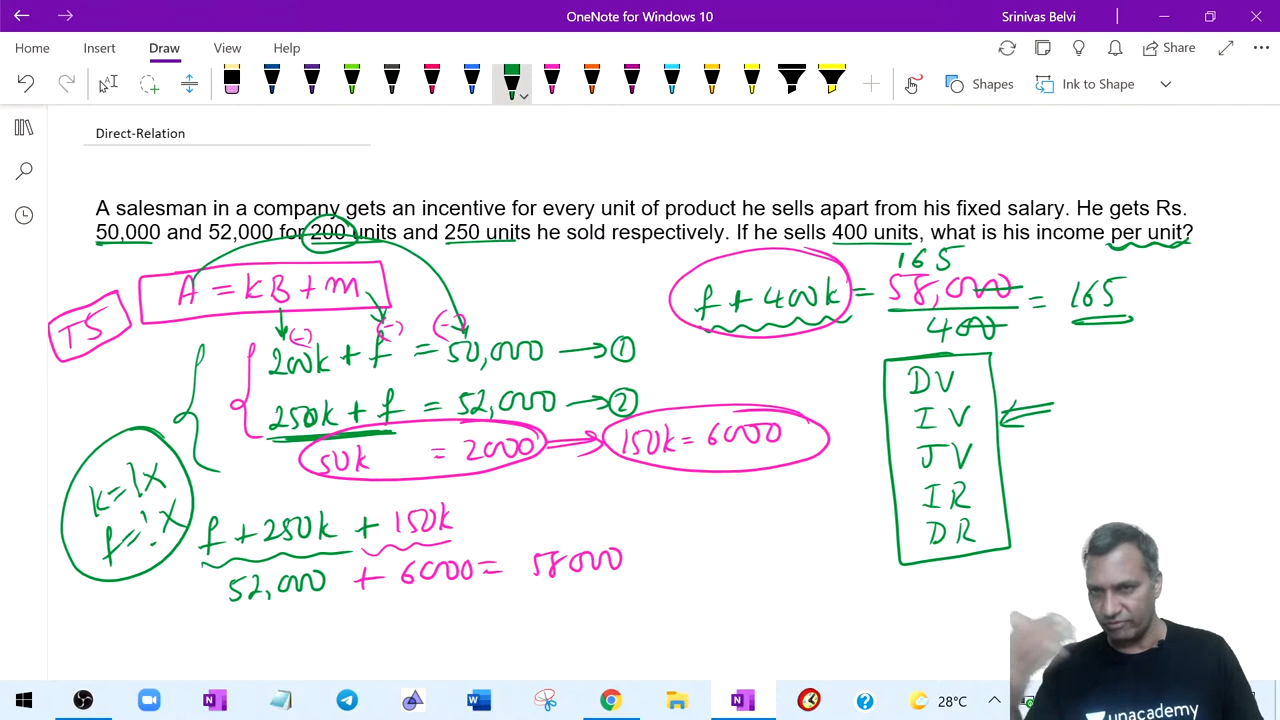 OneNote for Windows 10
Srinivas Belvi
Home Insert Draw View Help
Share
Shapes
Ink to Shape
Direct-Relation
A salesman in a company gets an incentive for every unit of product he sells apart from his fixed salary. He gets Rs.
50,000 and 52,000 for 200 units and 250 units he sold respectively. If he sells 400 units, what is his income per unit?
TS
A = kB + m
(-) (-) (-)
200k + f = 50,000 → ①
250k + f = 52,000 → ②
50k = 2000 → 150k = 6000
k = ? X
f = ? X
f + 250k + 150k
52,000 + 6000 = 58000
165
f + 400k = 58,000 = 165
400
DV
IV
JV
IR
DR
28°C
unacademy